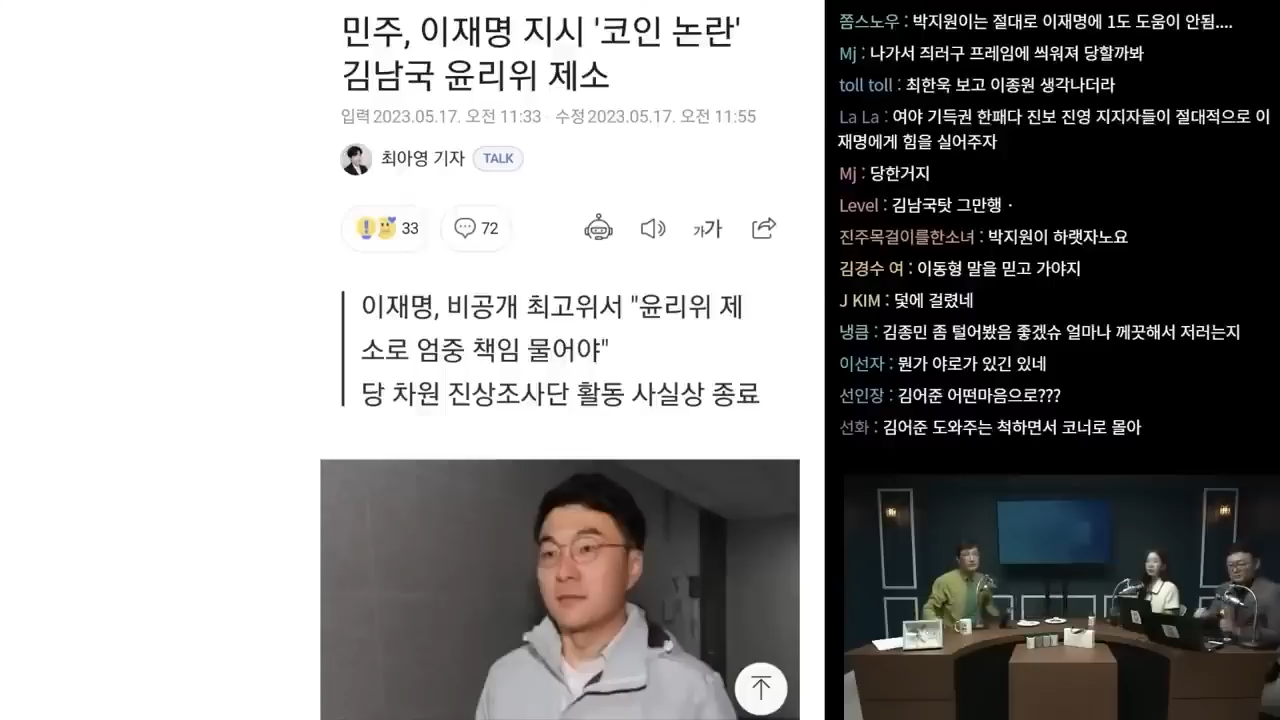 민주, 이재명 지시 '코인 논란'
김남국 윤리위 제소
입력 2023.05.17. 오전 11:33 · 수정 2023.05.17. 오전 11:55
최아영 기자 TALK
33 72 가가
이재명, 비공개 최고위서 "윤리위 제
소로 엄중 책임 물어야"
당 차원 진상조사단 활동 사실상 종료
쫌스노우 : 박지원이는 절대로 이재명에 1도 도움이 안됨....
Mj : 나가서 즤러구 프레임에 씌워져 당할까봐
toll toll : 최한욱 보고 이종원 생각나더라
La La : 여야 기득권 한패다 진보 진영 지지자들이 절대적으로 이
재명에게 힘을 실어주자
Mj : 당한거지
Level : 김남국탓 그만행 ·
진주목걸이를한소녀 : 박지원이 하랫자노요
김경수 여 : 이동형 말을 믿고 가야지
J KIM : 덫에 걸렸네
냉큼 : 김종민 좀 털어봤음 좋겠슈 얼마나 께끗해서 저러는지
이선자 : 뭔가 야로가 있긴 있네
선인장 : 김어준 어떤마음으로???
선화 : 김어준 도와주는 척하면서 코너로 몰아